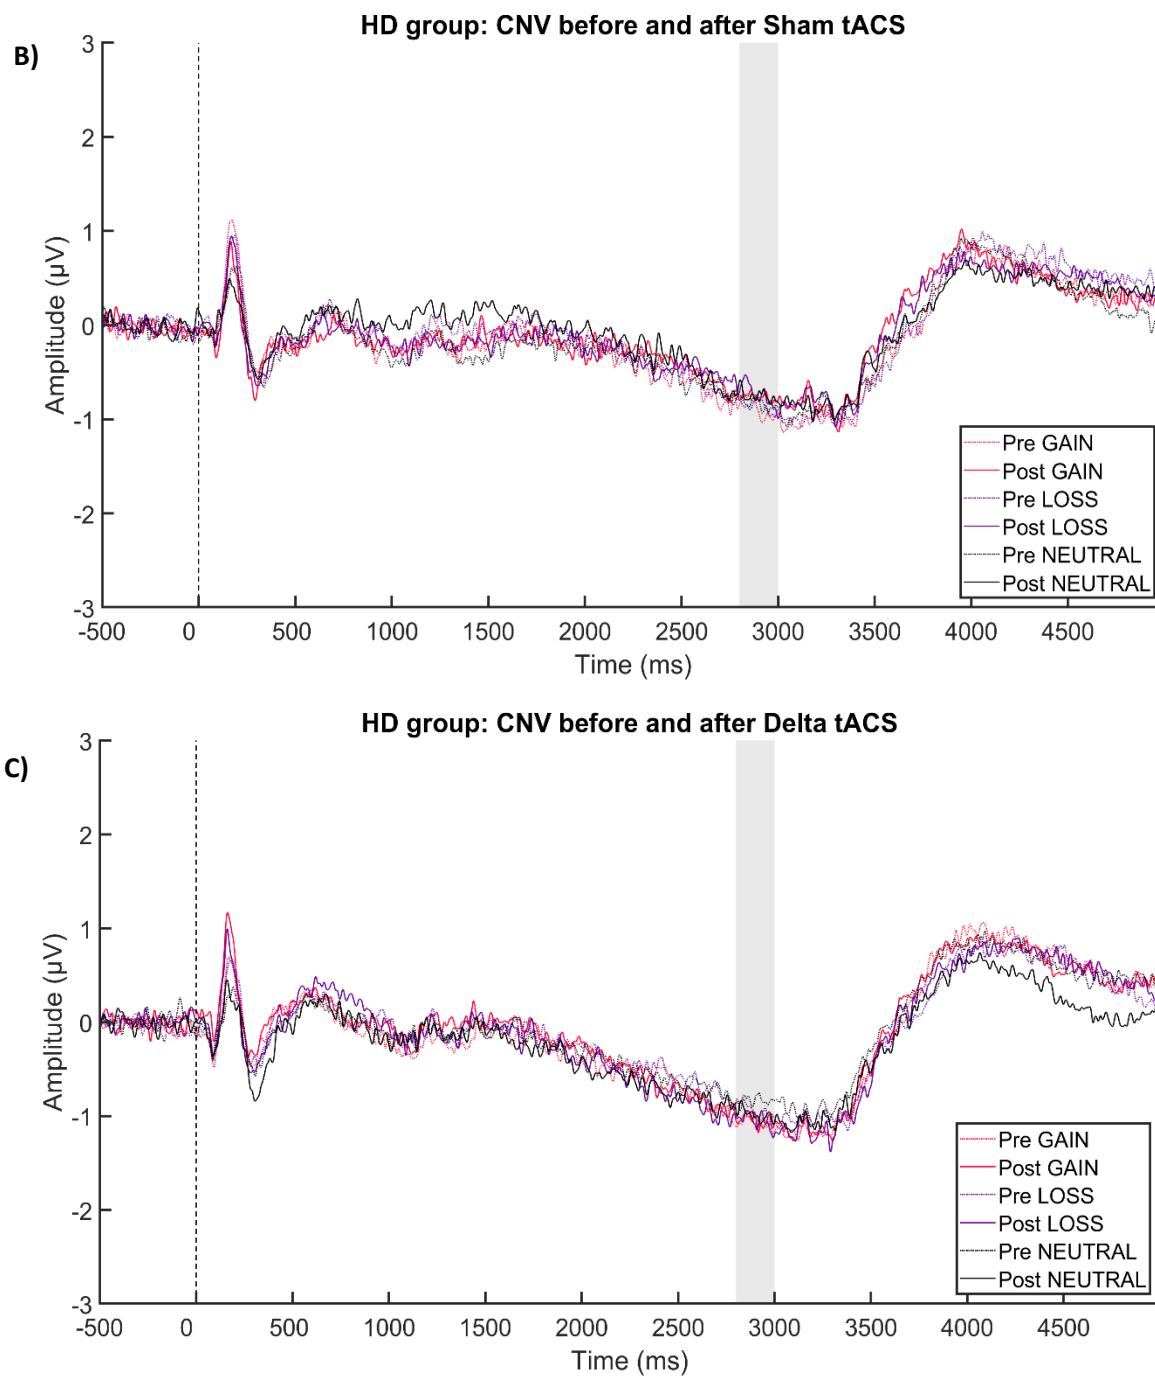 HD group: CNV before and after Sham tACS
B)
3
2
1
0
-1
-2
-3
Amplitude (µV)
Pre GAIN
Post GAIN
Pre LOSS
Post LOSS
Pre NEUTRAL
Post NEUTRAL
-500 0 500 1000 1500 2000 2500 3000 3500 4000 4500
Time (ms)
HD group: CNV before and after Delta tACS
C)
3
2
1
0
-1
-2
-3
Amplitude (µV)
Pre GAIN
Post GAIN
Pre LOSS
Post LOSS
Pre NEUTRAL
Post NEUTRAL
-500 0 500 1000 1500 2000 2500 3000 3500 4000 4500
Time (ms)